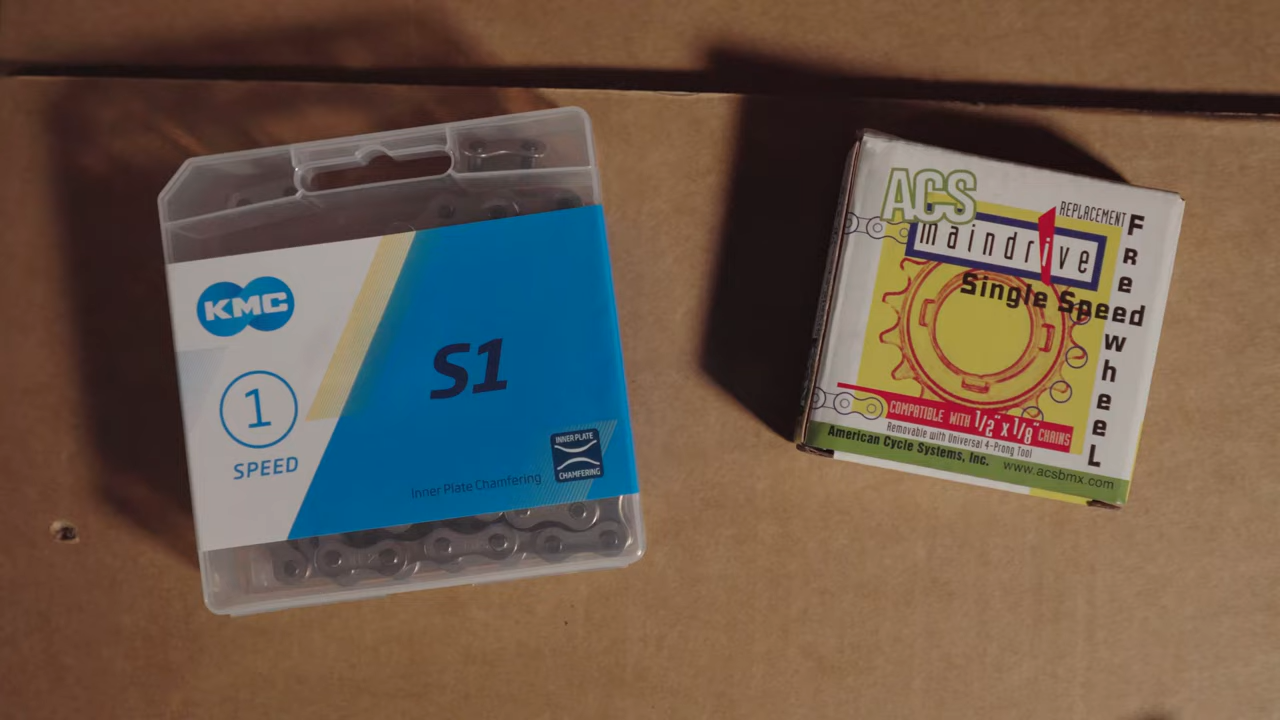 KMC
1
SPEED
S1
Inner Plate Chamfering
INNER PLATE
CHAMFERING
ACS
REPLACEMENT
maindrive
Single Speed
FReewheeL
COMPATIBLE WITH 1/2" x 1/8" CHAINS
Removable with Universal 4-Prong Tool
American Cycle Systems, Inc.
www.acsbmx.com